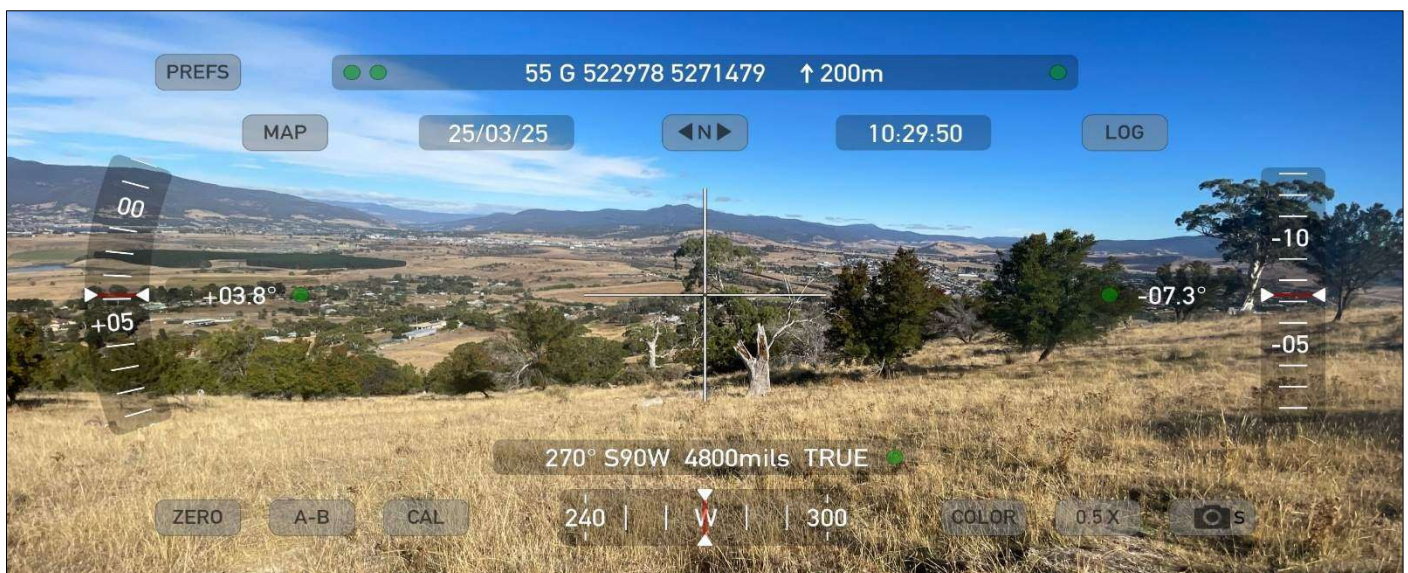 PREFS
55 G 522978 5271479 ↑ 200m
MAP 25/03/25 ◀N▶ 10:29:50 LOG
00
-10
+03.8° -07.3°
+05
-05
270° S90W 4800mils TRUE
ZERO A-B CAL 240 W 300 COLOR 0.5X S